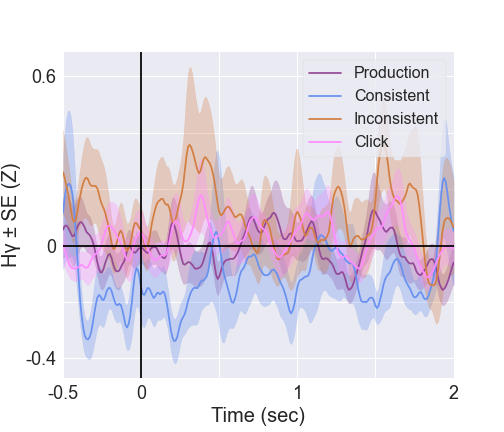 Production
Consistent
Inconsistent
Click
0.6
0
-0.4
Hγ ± SE (Z)
-0.5
0
1
2
Time (sec)